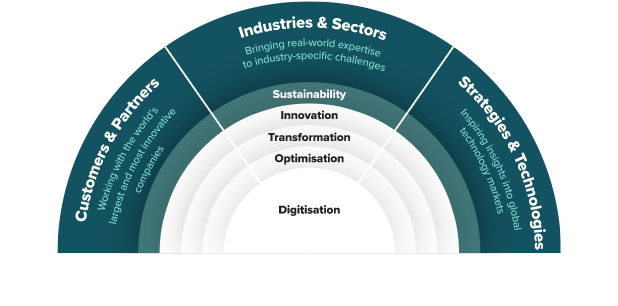 Industries & Sectors
Bringing real-world expertise
to industry-specific challenges
Customers & Partners
Working with the world's
largest and most innovative
companies
Strategies & Technologies
Inspiring insights into global
technology markets
Sustainability
Innovation
Transformation
Optimisation
Digitisation